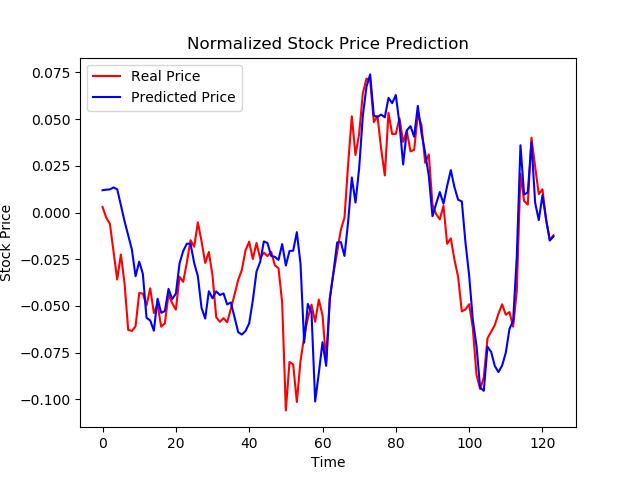 Normalized Stock Price Prediction
Real Price
Predicted Price
0.075
0.050
0.025
0.000
−0.025
−0.050
−0.075
−0.100
Stock Price
0 20 40 60 80 100 120
Time